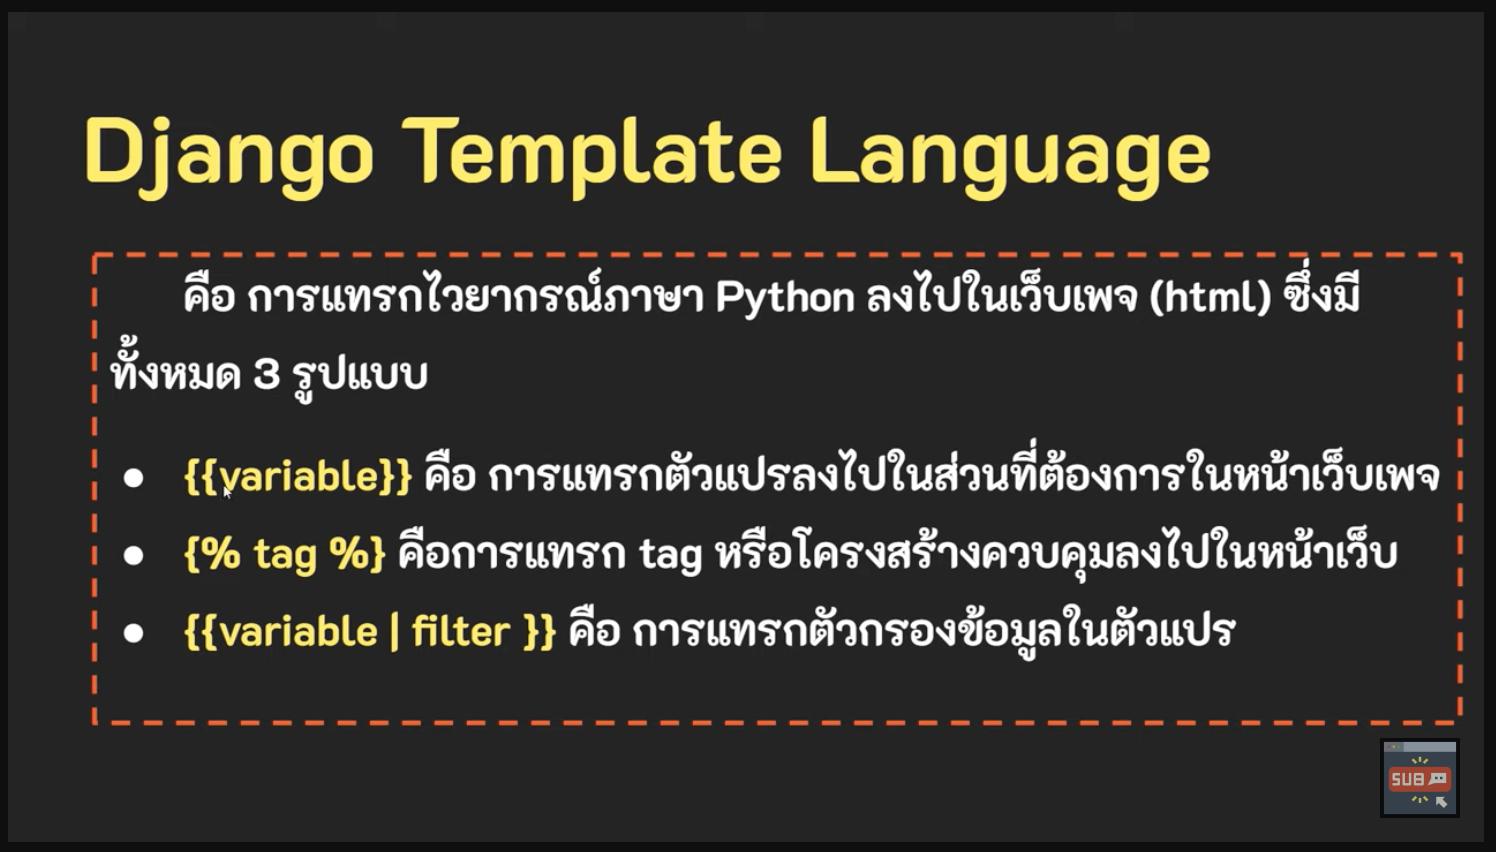 Django Template Language
คือ การแทรกไวยากรณ์ภาษา Python ลงไปในเว็บเพจ (html) ซึ่งมี
ทั้งหมด 3 รูปแบบ
● {{variable}} คือ การแทรกตัวแปรลงไปในส่วนที่ต้องการในหน้าเว็บเพจ
● {% tag %} คือการแทรก tag หรือโครงสร้างควบคุมลงไปในหน้าเว็บ
● {{variable | filter }} คือ การแทรกตัวกรองข้อมูลในตัวแปร
SUB